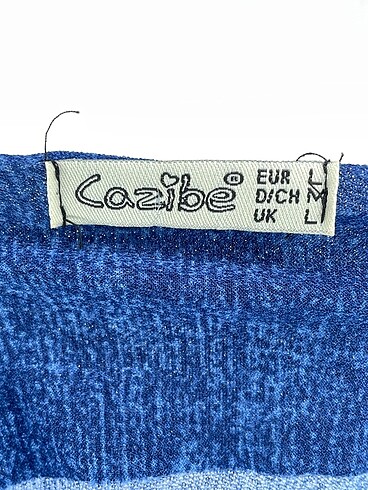 Cazibe®
EUR L
D/CH M
UK L